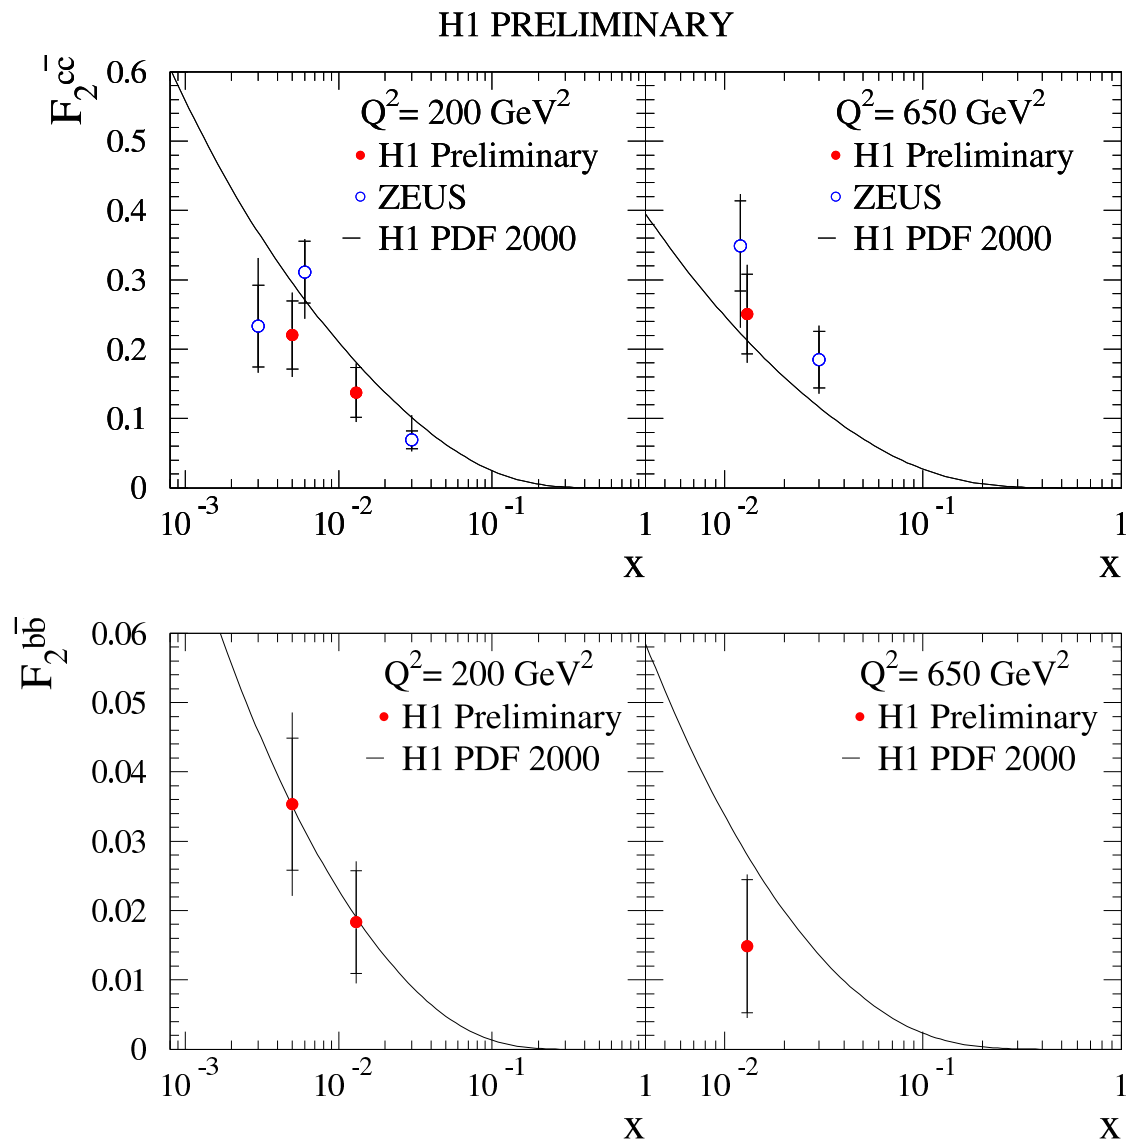 H1 PRELIMINARY
F₂cc̄
0.6
0.5
0.4
0.3
0.2
0.1
0
Q²= 200 GeV²
H1 Preliminary
ZEUS
H1 PDF 2000
10⁻³ 10⁻² 10⁻¹ 1
x
Q²= 650 GeV²
H1 Preliminary
ZEUS
H1 PDF 2000
10⁻² 10⁻¹ 1
x
F₂bb̄
0.06
0.05
0.04
0.03
0.02
0.01
0
Q²= 200 GeV²
H1 Preliminary
H1 PDF 2000
10⁻³ 10⁻² 10⁻¹ 1
x
Q²= 650 GeV²
H1 Preliminary
H1 PDF 2000
10⁻² 10⁻¹ 1
x